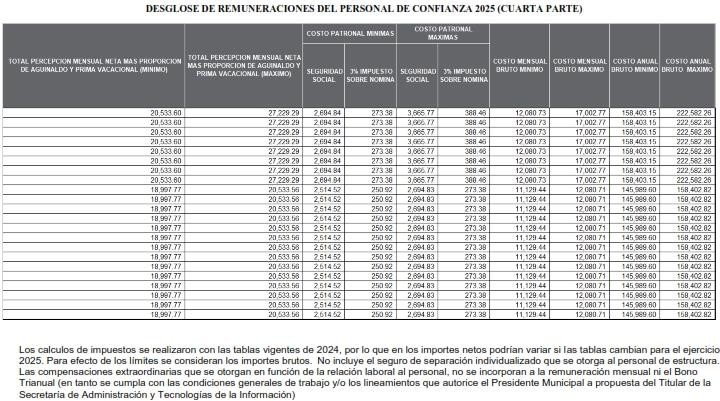 DESGLOSE DE REMUNERACIONES DEL PERSONAL DE CONFIANZA 2025 (CUARTA PARTE)
TOTAL PERCEPCION MENSUAL NETA MAS PROPORCION DE AGUINALDO Y PRIMA VACACIONAL (MINIMO) TOTAL PERCEPCION MENSUAL NETA MAS PROPORCION DE AGUINALDO Y PRIMA VACACIONAL (MAXIMO) COSTO PATRONAL MINIMAS COSTO PATRONAL MAXIMAS COSTO MENSUAL BRUTO MINIMO COSTO MENSUAL BRUTO MAXIMO COSTO ANUAL BRUTO MINIMO COSTO ANUAL BRUTO MAXIMO
SEGURIDAD SOCIAL 3% IMPUESTO SOBRE NOMINA SEGURIDAD SOCIAL 3% IMPUESTO SOBRE NOMINA
20,533.60 27,229.29 2,694.84 273.38 3,665.77 388.46 12,080.73 17,002.77 158,403.15 222,582.26
20,533.60 27,229.29 2,694.84 273.38 3,665.77 388.46 12,080.73 17,002.77 158,403.15 222,582.26
20,533.60 27,229.29 2,694.84 273.38 3,665.77 388.46 12,080.73 17,002.77 158,403.15 222,582.26
20,533.60 27,229.29 2,694.84 273.38 3,665.77 388.46 12,080.73 17,002.77 158,403.15 222,582.26
20,533.60 27,229.29 2,694.84 273.38 3,665.77 388.46 12,080.73 17,002.77 158,403.15 222,582.26
20,533.60 27,229.29 2,694.84 273.38 3,665.77 388.46 12,080.73 17,002.77 158,403.15 222,582.26
20,533.60 27,229.29 2,694.84 273.38 3,665.77 388.46 12,080.73 17,002.77 158,403.15 222,582.26
20,533.60 27,229.29 2,694.84 273.38 3,665.77 388.46 12,080.73 17,002.77 158,403.15 222,582.26
18,997.77 20,533.56 2,514.52 250.92 2,694.83 273.38 11,129.44 12,080.71 145,989.60 158,402.82
18,997.77 20,533.56 2,514.52 250.92 2,694.83 273.38 11,129.44 12,080.71 145,989.60 158,402.82
18,997.77 20,533.56 2,514.52 250.92 2,694.83 273.38 11,129.44 12,080.71 145,989.60 158,402.82
18,997.77 20,533.56 2,514.52 250.92 2,694.83 273.38 11,129.44 12,080.71 145,989.60 158,402.82
18,997.77 20,533.56 2,514.52 250.92 2,694.83 273.38 11,129.44 12,080.71 145,989.60 158,402.82
18,997.77 20,533.56 2,514.52 250.92 2,694.83 273.38 11,129.44 12,080.71 145,989.60 158,402.82
18,997.77 20,533.56 2,514.52 250.92 2,694.83 273.38 11,129.44 12,080.71 145,989.60 158,402.82
18,997.77 20,533.56 2,514.52 250.92 2,694.83 273.38 11,129.44 12,080.71 145,989.60 158,402.82
18,997.77 20,533.56 2,514.52 250.92 2,694.83 273.38 11,129.44 12,080.71 145,989.60 158,402.82
18,997.77 20,533.56 2,514.52 250.92 2,694.83 273.38 11,129.44 12,080.71 145,989.60 158,402.82
18,997.77 20,533.56 2,514.52 250.92 2,694.83 273.38 11,129.44 12,080.71 145,989.60 158,402.82
18,997.77 20,533.56 2,514.52 250.92 2,694.83 273.38 11,129.44 12,080.71 145,989.60 158,402.82
18,997.77 20,533.56 2,514.52 250.92 2,694.83 273.38 11,129.44 12,080.71 145,989.60 158,402.82
18,997.77 20,533.56 2,514.52 250.92 2,694.83 273.38 11,129.44 12,080.71 145,989.60 158,402.82
Los calculos de impuestos se realizaron con las tablas vigentes de 2024, por lo que en los importes netos podrían variar si las tablas cambian para el ejercicio
2025. Para efecto de los límites se consideran los importes brutos. No incluye el seguro de separación individualizado que se otorga al personal de estructura.
Las compensaciones extraordinarias que se otorgan en función de la relación laboral al personal, no se incorporan a la remuneración mensual ni el Bono
Trianual (en tanto se cumpla con las condiciones generales de trabajo y/o los lineamientos que autorice el Presidente Municipal a propuesta del Titular de la
Secretaría de Administración y Tecnologías de la Información)